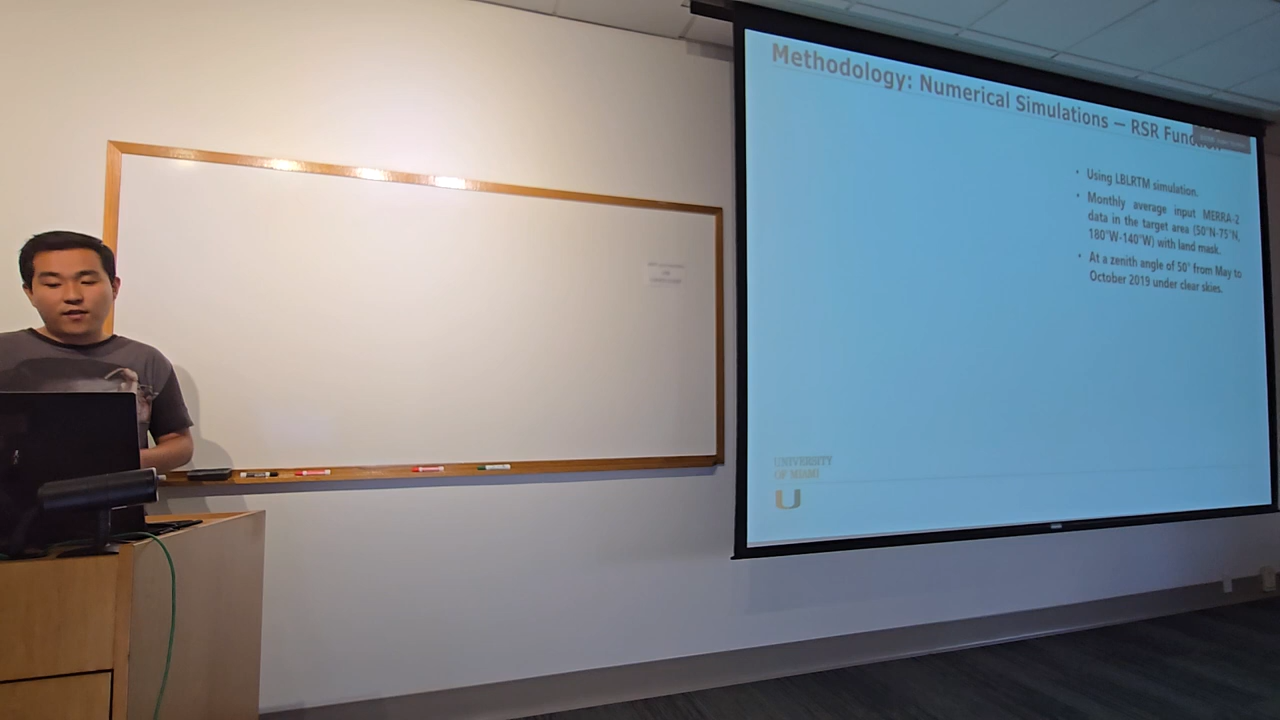 Methodology: Numerical Simulations — RSR Function
• Using LBLRTM simulation.
• Monthly average input MERRA-2
data in the target area (50°N-75°N,
180°W-140°W) with land mask.
• At a zenith angle of 50° from May to
October 2019 under clear skies.
UNIVERSITY
OF MIAMI
U